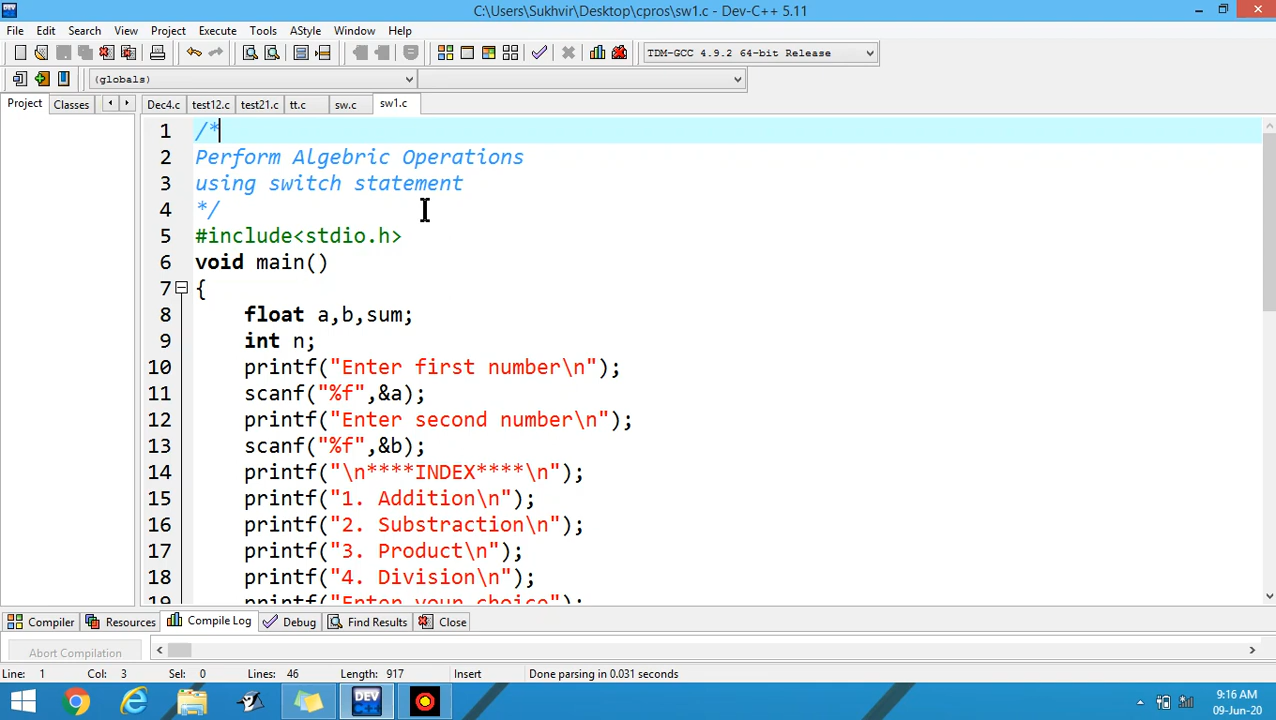 C:\Users\Sukhvir\Desktop\cpros\sw1.c - Dev-C++ 5.11
File Edit Search View Project Execute Tools AStyle Window Help
TDM-GCC 4.9.2 64-bit Release
(globals)
Project Classes Dec4.c test12.c test21.c tt.c sw.c sw1.c
1 /*
2 Perform Algebric Operations
3 using switch statement
4 */
5 #include<stdio.h>
6 void main()
7 {
8 float a,b,sum;
9 int n;
10 printf("Enter first number\n");
11 scanf("%f",&a);
12 printf("Enter second number\n");
13 scanf("%f",&b);
14 printf("\n****INDEX****\n");
15 printf("1. Addition\n");
16 printf("2. Substraction\n");
17 printf("3. Product\n");
18 printf("4. Division\n");
19 printf("Enter your choice");
Compiler Resources Compile Log Debug Find Results Close
Abort Compilation
Line: 1 Col: 3 Sel: 0 Lines: 46 Length: 917 Insert Done parsing in 0.031 seconds
DEV
9:16 AM
09-Jun-20